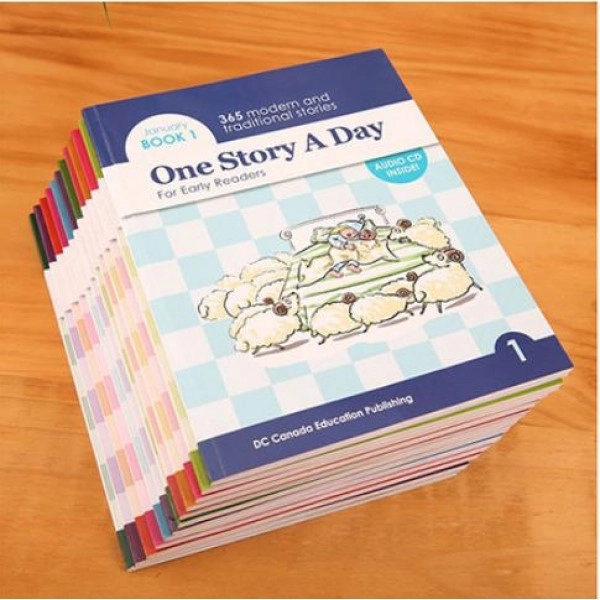 January
BOOK 1
365 modern and
traditional stories
One Story A Day
For Early Readers
AUDIO CD
INSIDE!
1
DC Canada Education Publishing